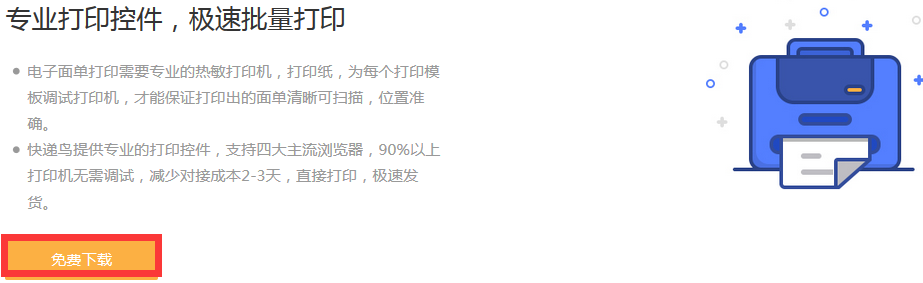 专业打印控件，极速批量打印
电子面单打印需要专业的热敏打印机，打印纸，为每个打印模
板调试打印机，才能保证打印出的面单清晰可扫描，位置准
确。
快递鸟提供专业的打印控件，支持四大主流浏览器，90%以上
打印机无需调试，减少对接成本2-3天，直接打印，极速发
货。
免费下载